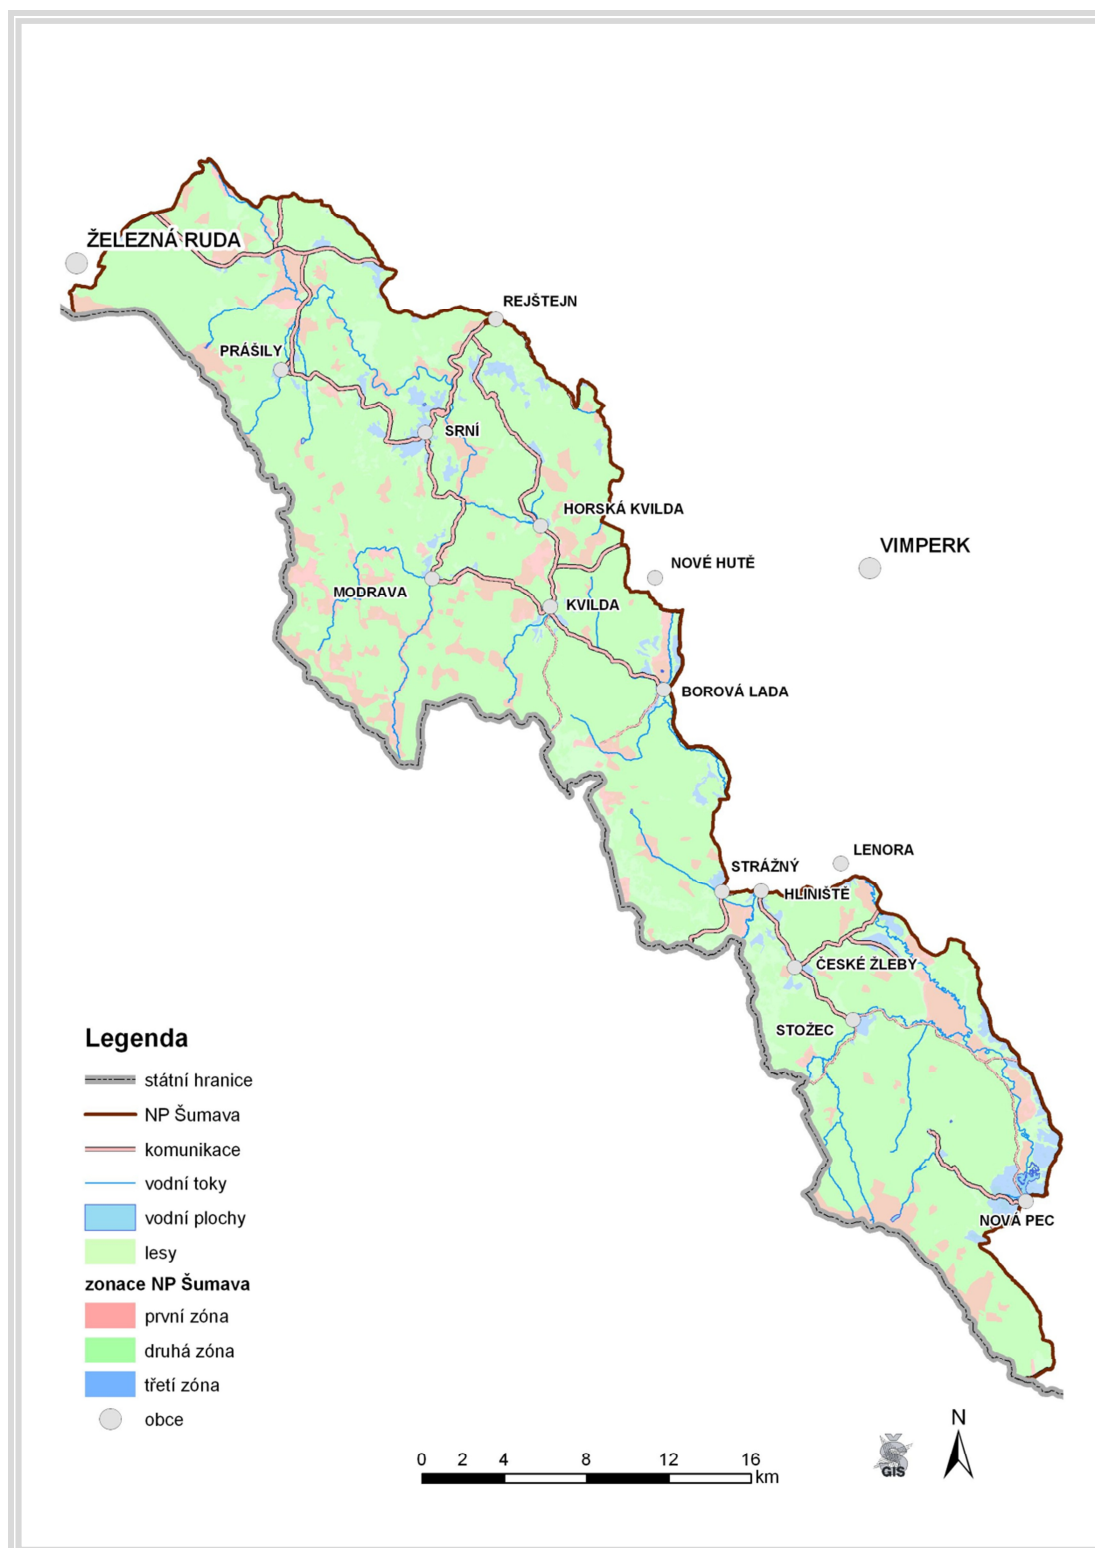 ŽELEZNÁ RUDA
REJŠTEJN
PRÁŠILY
SRNÍ
HORSKÁ KVILDA
VIMPERK
NOVÉ HUTĚ
MODRAVA
KVILDA
BOROVÁ LADA
LENORA
STRÁŽNÝ
HLINIŠTĚ
ČESKÉ ŽLEBY
STOŽEC
NOVÁ PEC
Legenda
státní hranice
NP Šumava
komunikace
vodní toky
vodní plochy
lesy
zonace NP Šumava
první zóna
druhá zóna
třetí zóna
obce
0 2 4 8 12 16
km
Š
GIS
N